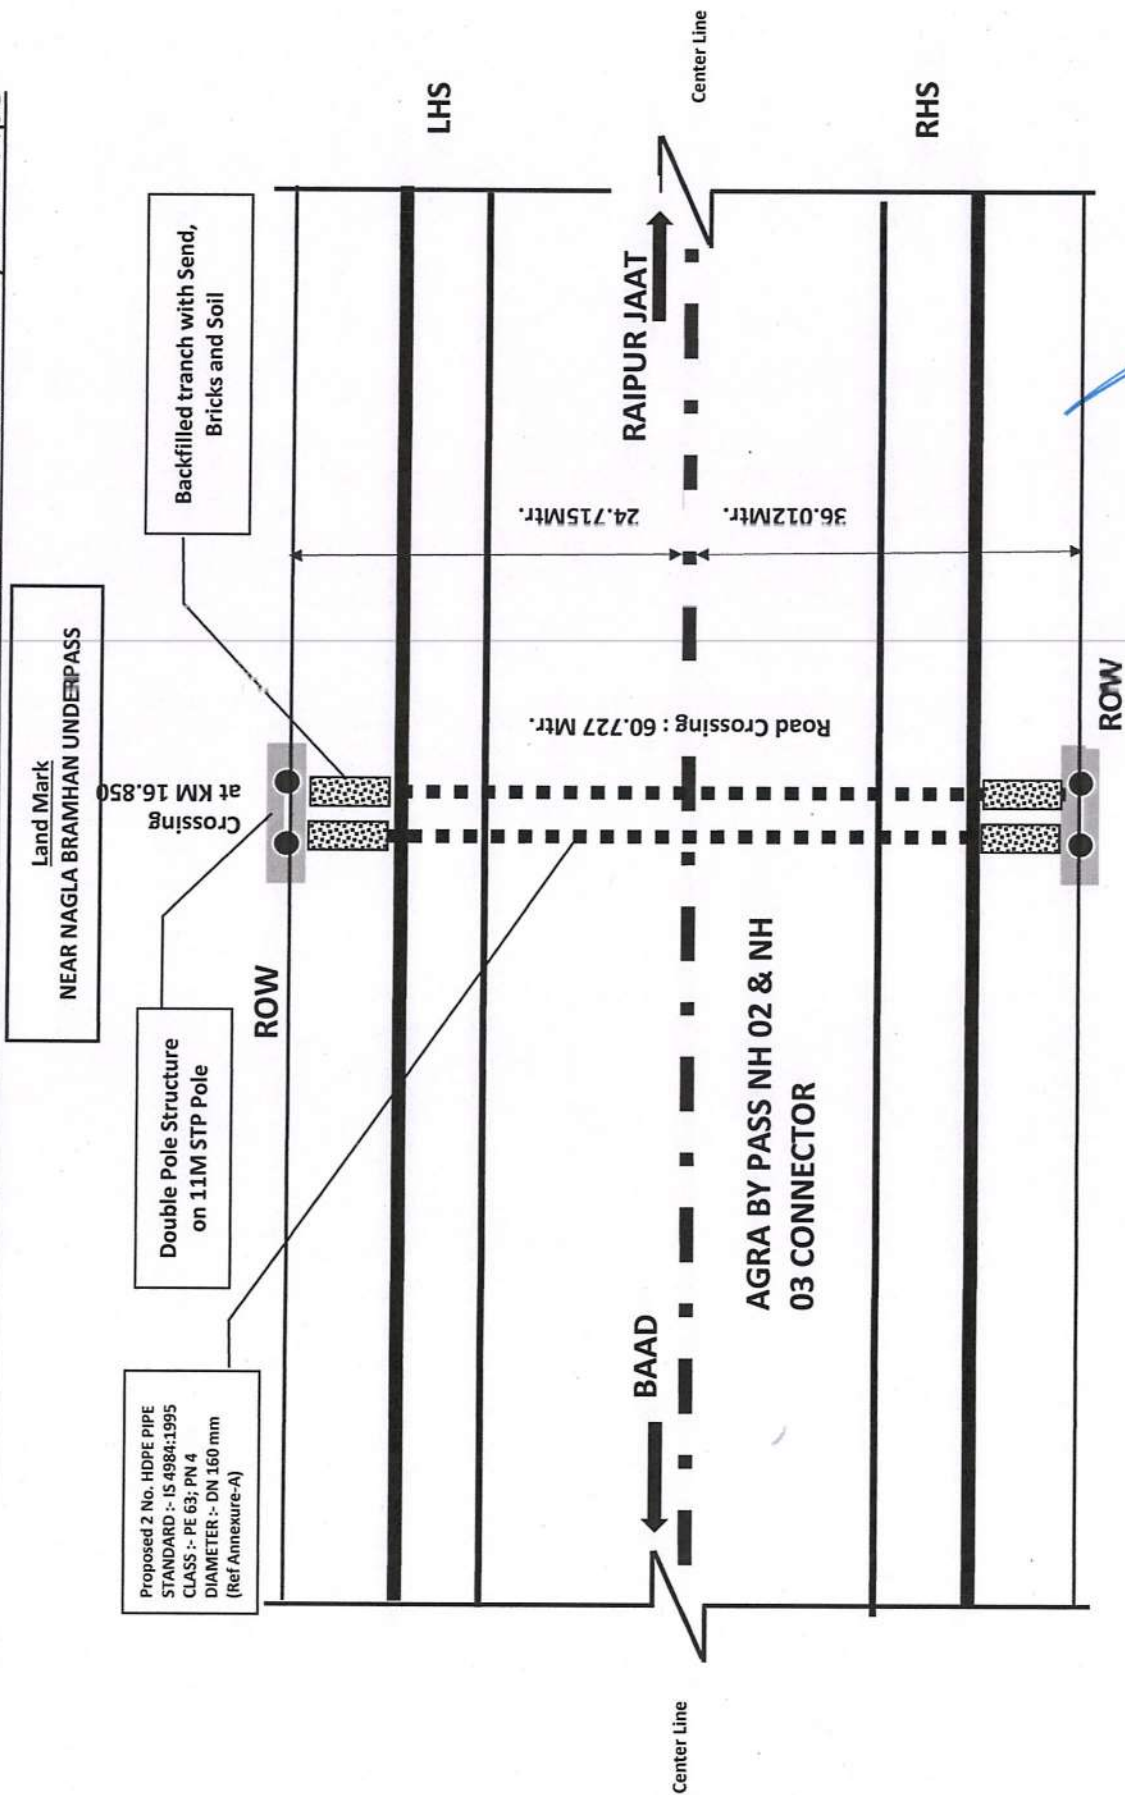 Land Mark
NEAR NAGLA BRAMHAN UNDERPASS
Backfilled tranch with Send,
Bricks and Soil
Double Pole Structure
on 11M STP Pole
Proposed 2 No. HDPE PIPE
STANDARD :- IS 4984:1995
CLASS :- PE 63; PN 4
DIAMETER :- DN 160 mm
(Ref Annexure-A)
Crossing
at KM 16.850
ROW
LHS
24.715Mtr.
RAIPUR JAAT
BAAD
Center Line
Center Line
36.012Mtr.
Road Crossing : 60.727 Mtr.
AGRA BY PASS NH 02 & NH
03 CONNECTOR
RHS
ROW